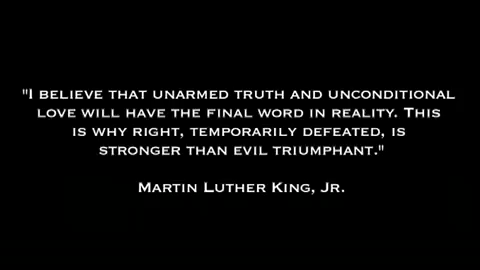 "I BELIEVE THAT UNARMED TRUTH AND UNCONDITIONAL
LOVE WILL HAVE THE FINAL WORD IN REALITY. THIS
IS WHY RIGHT, TEMPORARILY DEFEATED, IS
STRONGER THAN EVIL TRIUMPHANT."
MARTIN LUTHER KING, JR.